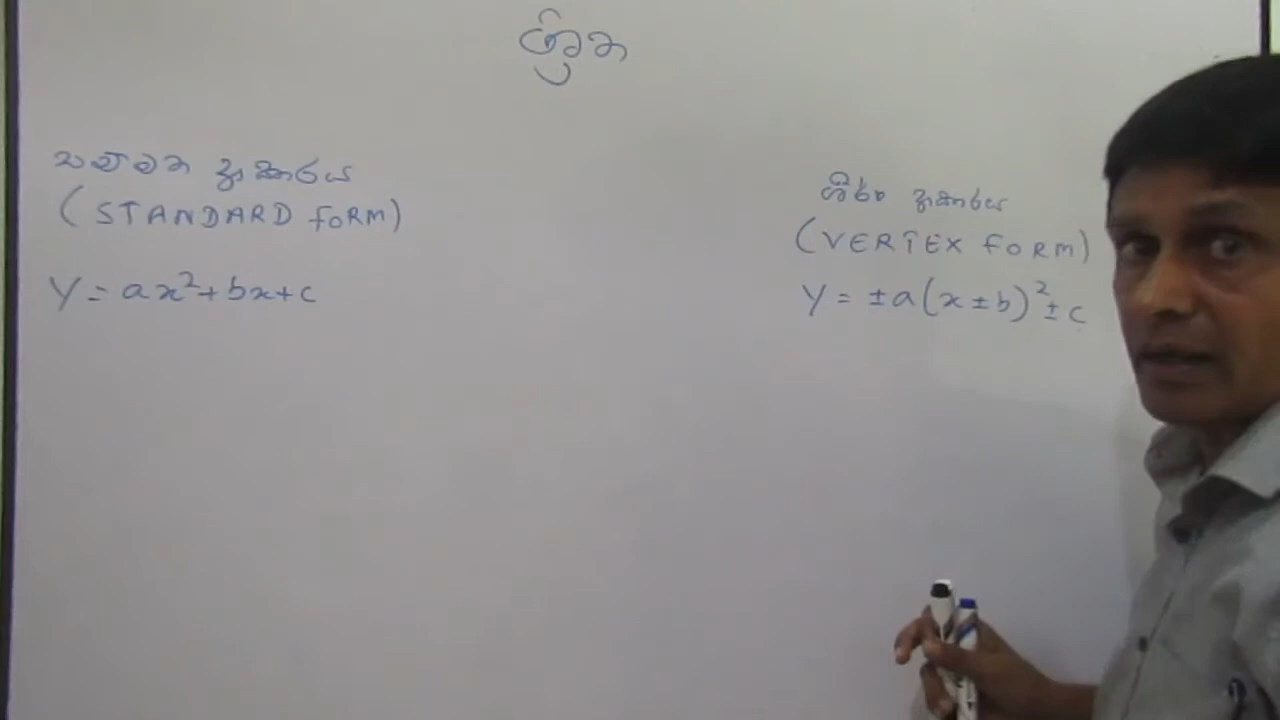 ශ්‍රිත
සම්මත ආකාරය
(STANDARD foRM)
y = ax²+bx+c
ශීර්ෂ ආකාරය
(VERTEX FORM)
y = ±a(x±b)²±c